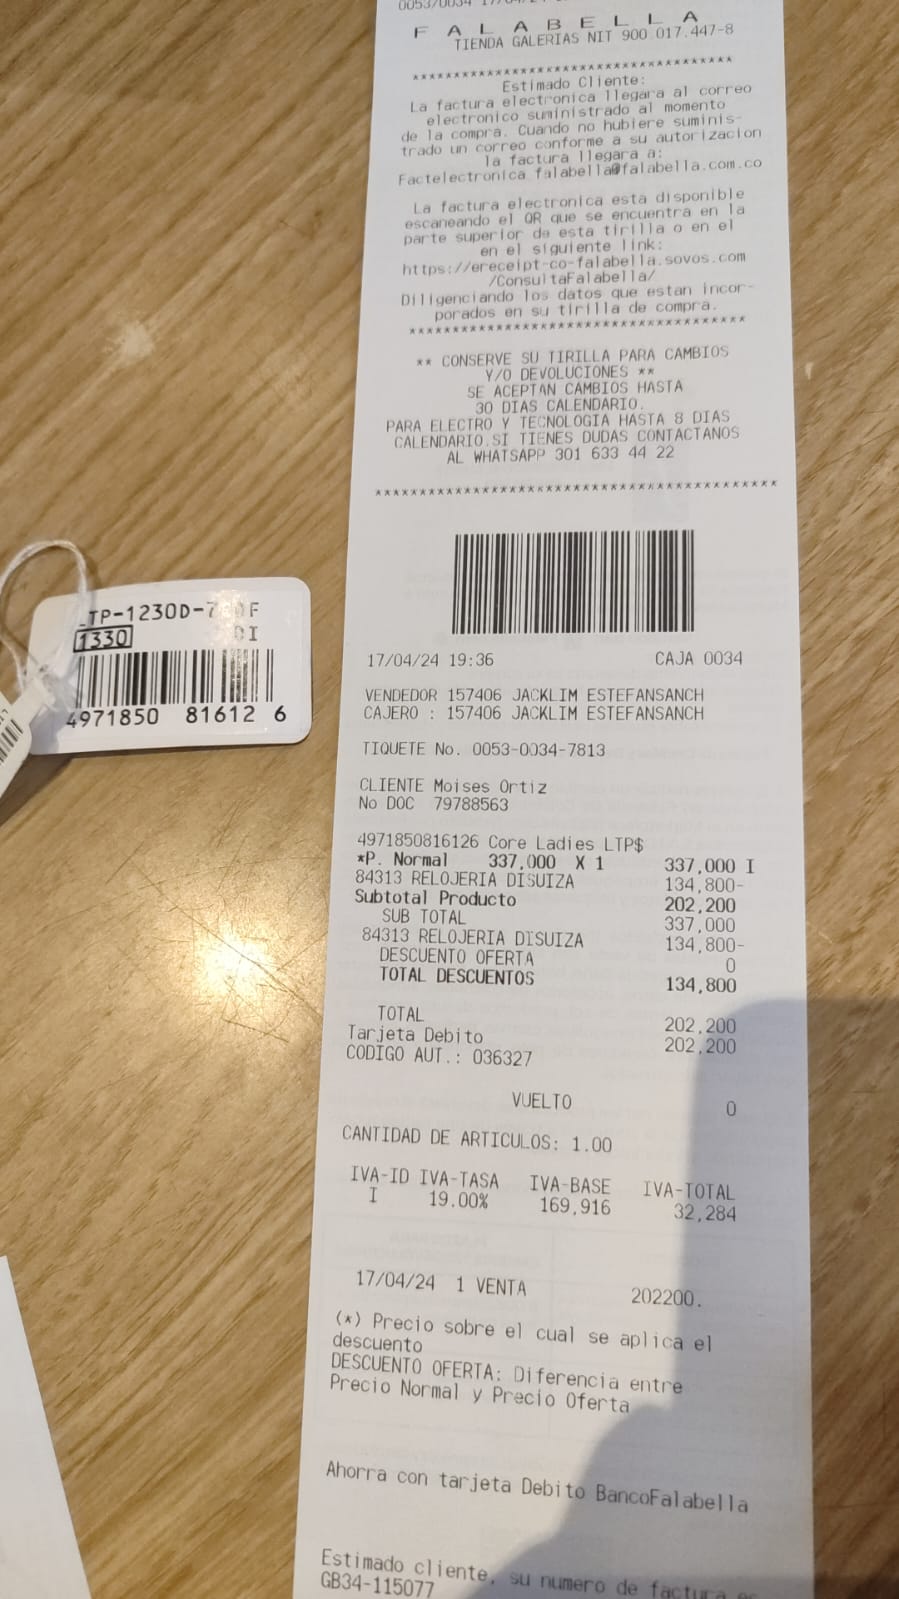 0053/0034 17/04/24
F A L A B E L L A
TIENDA GALERIAS NIT 900.017.447-8
***************************************
Estimado Cliente:
La factura electronica llegara al correo
electronico suministrado al momento
de la compra. Cuando no hubiere suminis-
trado un correo conforme a su autorizacion
la factura llegara a:
Factelectronica falabella@falabella.com.co
La factura electronica esta disponible
escaneando el QR que se encuentra en la
parte superior de esta tirilla o en el
en el siguiente link:
https://ereceipt-co-falabella.sovos.com
/ConsultaFalabella/
Diligenciando los datos que estan incor-
porados en su tirilla de compra.
***************************************
** CONSERVE SU TIRILLA PARA CAMBIOS
Y/O DEVOLUCIONES **
SE ACEPTAN CAMBIOS HASTA
30 DIAS CALENDARIO.
PARA ELECTRO Y TECNOLOGIA HASTA 8 DIAS
CALENDARIO.SI TIENES DUDAS CONTACTANOS
AL WHATSAPP 301 633 44 22
*******************************************
17/04/24 19:36 CAJA 0034
VENDEDOR 157406 JACKLIM ESTEFANSANCH
CAJERO : 157406 JACKLIM ESTEFANSANCH
TIQUETE No. 0053-0034-7813
CLIENTE Moises Ortiz
No DOC 79788563
4971850816126 Core Ladies LTP$
*P. Normal 337,000 X 1 337,000 I
84313 RELOJERIA DISUIZA 134,800-
Subtotal Producto 202,200
SUB TOTAL 337,000
84313 RELOJERIA DISUIZA 134,800-
DESCUENTO OFERTA 0
TOTAL DESCUENTOS 134,800
TOTAL 202,200
Tarjeta Debito 202,200
CODIGO AUT.: 036327
VUELTO 0
CANTIDAD DE ARTICULOS: 1.00
IVA-ID IVA-TASA IVA-BASE IVA-TOTAL
I 19.00% 169,916 32,284
17/04/24 1 VENTA 202200.
(*) Precio sobre el cual se aplica el
descuento
DESCUENTO OFERTA: Diferencia entre
Precio Normal y Precio Oferta
Ahorra con tarjeta Debito BancoFalabella
Estimado cliente, su numero de factura es
GB34-115077
1330 DI
4971850 81612 6